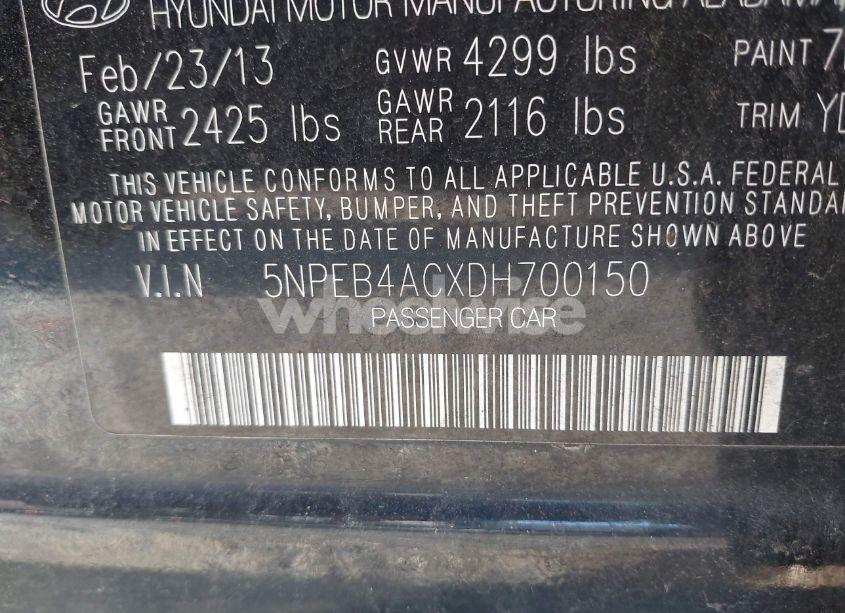 HYUNDAI MOTOR MANUFACTURING ALABAMA,
Feb/23/13 GVWR 4299 lbs PAINT
GAWR FRONT 2425 lbs GAWR REAR 2116 lbs TRIM
THIS VEHICLE CONFORMS TO ALL APPLICABLE U.S.A. FEDERAL
MOTOR VEHICLE SAFETY, BUMPER, AND THEFT PREVENTION
IN EFFECT ON THE DATE OF MANUFACTURE SHOWN ABOVE
V.I.N 5NPEB4ACXDH700150
wheelwise
PASSENGER CAR